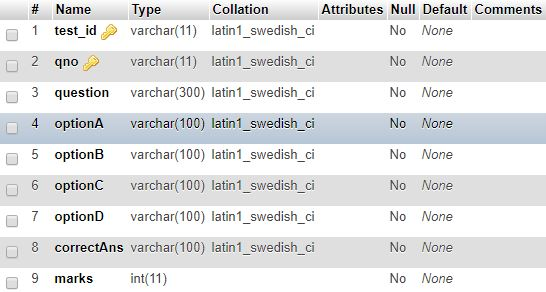 # Name Type Collation Attributes Null Default Comments
1 test_id varchar(11) latin1_swedish_ci No None
2 qno varchar(11) latin1_swedish_ci No None
3 question varchar(300) latin1_swedish_ci No None
4 optionA varchar(100) latin1_swedish_ci No None
5 optionB varchar(100) latin1_swedish_ci No None
6 optionC varchar(100) latin1_swedish_ci No None
7 optionD varchar(100) latin1_swedish_ci No None
8 correctAns varchar(100) latin1_swedish_ci No None
9 marks int(11) No None